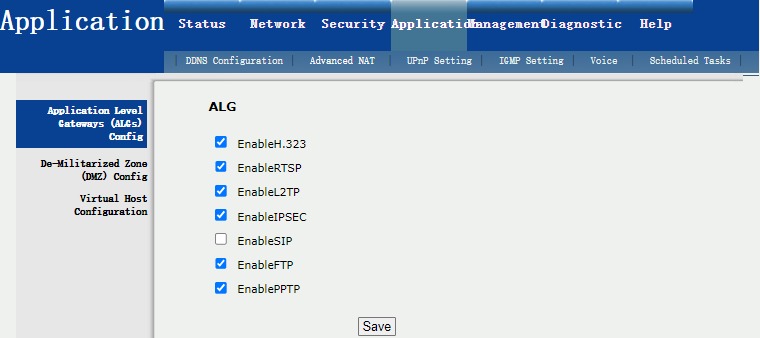 Application
Status Network Security Application Management Diagnostic Help
DDNS Configuration Advanced NAT UPnP Setting IGMP Setting Voice Scheduled Tasks
Application Level
Gateways (ALGs)
Config
De-Militarized Zone
(DMZ) Config
Virtual Host
Configuration
ALG
EnableH.323
EnableRTSP
EnableL2TP
EnableIPSEC
EnableSIP
EnableFTP
EnablePPTP
Save